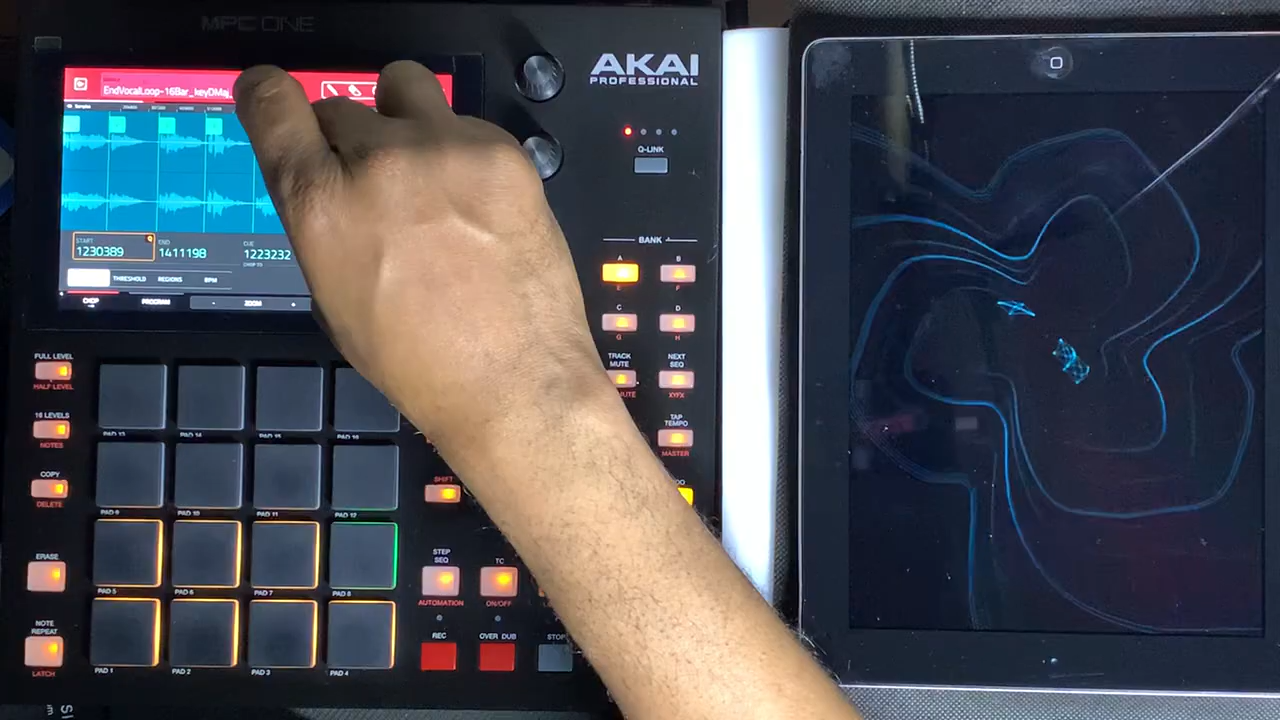 MPC ONE
AKAI
PROFESSIONAL
EndVocalLoop-16Bar_keyDMaj_
Samples
Q-LINK
START
1230389
END
1411198
CUE
1223232
CHOP TO
THRESHOLD
REGIONS
BPM
CHOP
PROGRAM
- ZOOM +
BANK
A
B
E
F
C
D
G
H
FULL LEVEL
HALF LEVEL
TRACK
MUTE
NEXT
SEQ
XYFX
16 LEVELS
NOTES
TAP
TEMPO
MASTER
PAD 13
PAD 14
PAD 15
PAD 16
COPY
DELETE
SHIFT
PAD 9
PAD 10
PAD 11
PAD 12
ERASE
STEP
SEQ
AUTOMATION
TC
ON/OFF
PAD 5
PAD 6
PAD 7
PAD 8
NOTE
REPEAT
LATCH
REC
OVER DUB
STOP
PAD 1
PAD 2
PAD 3
PAD 4